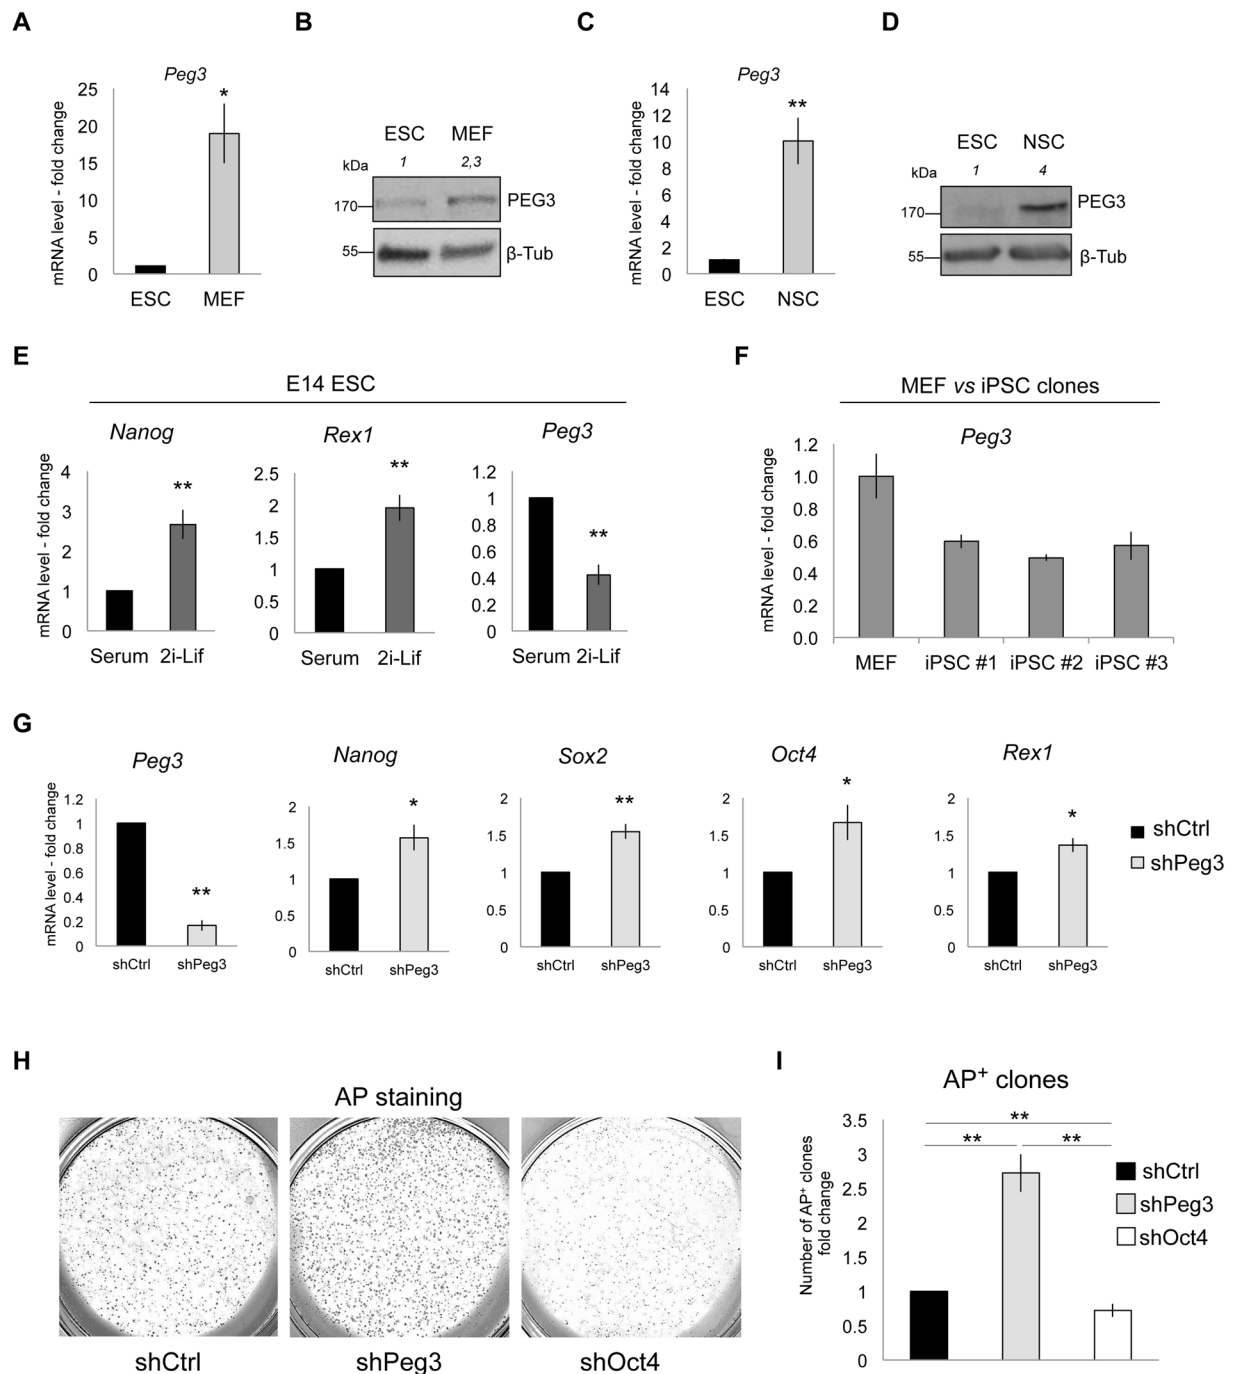 A
B
C
D
Peg3
mRNA level - fold change
25
20
15
10
5
0
*
ESC MEF
ESC MEF
kDa
1 2,3
170
PEG3
55
β-Tub
Peg3
mRNA level - fold change
14
12
10
8
6
4
2
0
**
ESC NSC
ESC NSC
kDa
1 4
170
PEG3
55
β-Tub
E
E14 ESC
Nanog
mRNA level - fold change
4
3
2
1
0
**
Serum 2i-Lif
Rex1
2.5
2
1.5
1
0.5
0
**
Serum 2i-Lif
Peg3
1.2
1
0.8
0.6
0.4
0.2
0
**
Serum 2i-Lif
F
MEF vs iPSC clones
Peg3
mRNA level - fold change
1.2
1.0
0.8
0.6
0.4
0.2
0.0
MEF iPSC #1 iPSC #2 iPSC #3
G
Peg3
mRNA level - fold change
1.2
1
0.8
0.6
0.4
0.2
0
**
shCtrl shPeg3
Nanog
2
1.5
1
0.5
0
*
shCtrl shPeg3
Sox2
2
1.5
1
0.5
0
**
shCtrl shPeg3
Oct4
2
1.5
1
0.5
0
*
shCtrl shPeg3
Rex1
2
1.5
1
0.5
0
*
shCtrl shPeg3
shCtrl
shPeg3
H
AP staining
shCtrl shPeg3 shOct4
I
AP⁺ clones
Number of AP⁺ clones
fold change
3.5
3
2.5
2
1.5
1
0.5
0
**
** **
shCtrl
shPeg3
shOct4